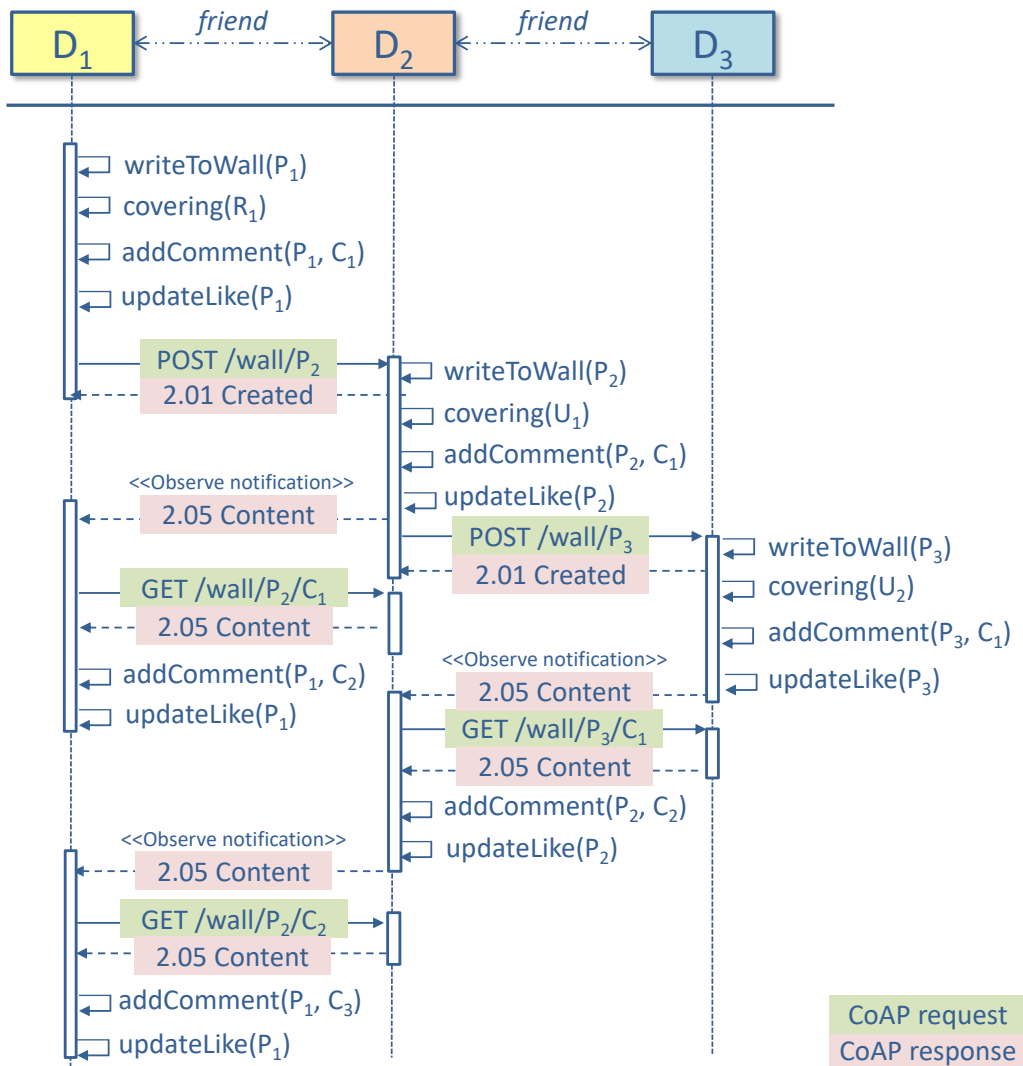 friend friend
D₁ D₂ D₃
writeToWall(P₁)
covering(R₁)
addComment(P₁, C₁)
updateLike(P₁)
POST /wall/P₂
writeToWall(P₂)
2.01 Created
covering(U₁)
addComment(P₂, C₁)
<<Observe notification>>
updateLike(P₂)
2.05 Content
POST /wall/P₃
writeToWall(P₃)
2.01 Created
GET /wall/P₂/C₁
covering(U₂)
2.05 Content
addComment(P₃, C₁)
<<Observe notification>>
addComment(P₁, C₂)
updateLike(P₃)
2.05 Content
updateLike(P₁)
GET /wall/P₃/C₁
2.05 Content
addComment(P₂, C₂)
<<Observe notification>>
updateLike(P₂)
2.05 Content
GET /wall/P₂/C₂
2.05 Content
addComment(P₁, C₃)
CoAP request
updateLike(P₁)
CoAP response